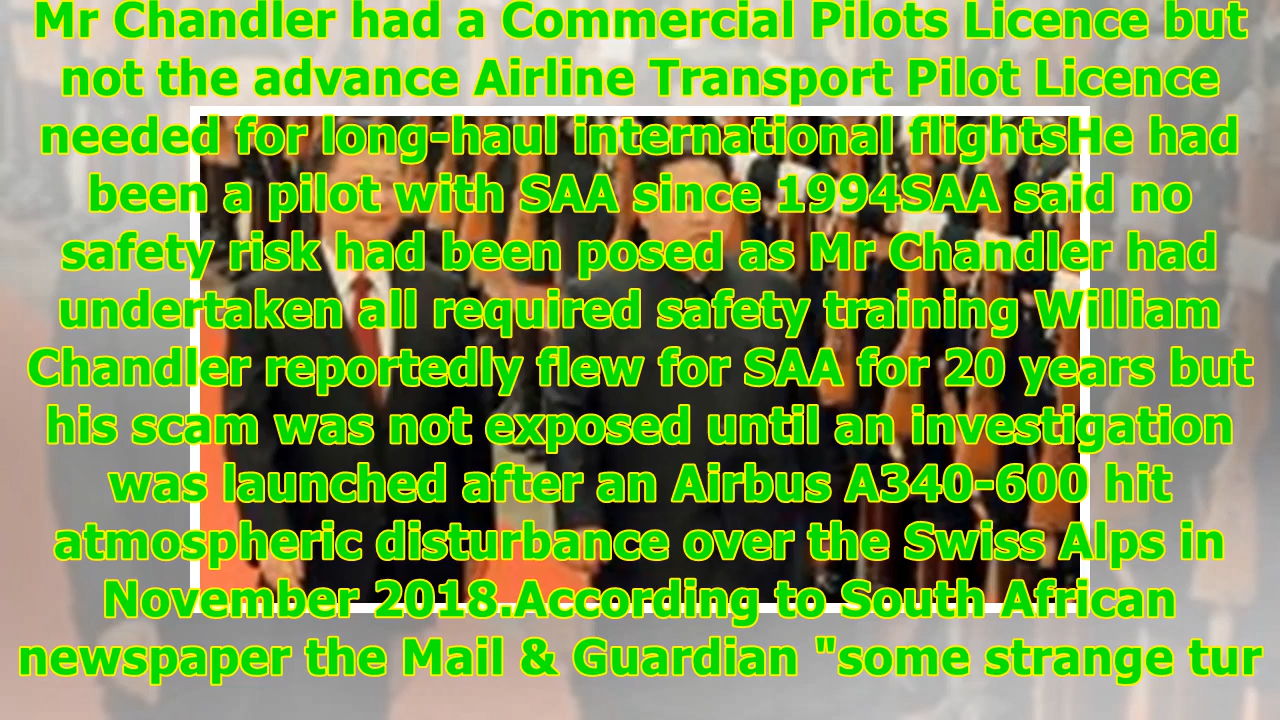 Mr Chandler had a Commercial Pilots Licence but
not the advance Airline Transport Pilot Licence
needed for long-haul international flightsHe had
been a pilot with SAA since 1994SAA said no
safety risk had been posed as Mr Chandler had
undertaken all required safety training William
Chandler reportedly flew for SAA for 20 years but
his scam was not exposed until an investigation
was launched after an Airbus A340-600 hit
atmospheric disturbance over the Swiss Alps in
November 2018.According to South African
newspaper the Mail & Guardian "some strange tur